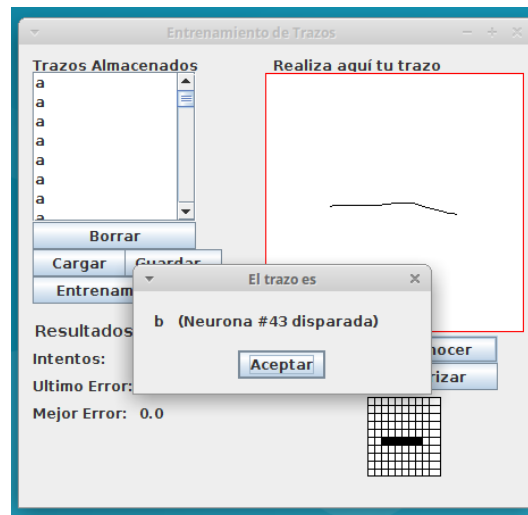 Entrenamiento de Trazos
Trazos Almacenados
Realiza aquí tu trazo
a
a
a
a
a
a
a
a
Borrar
Cargar
Guardar
Entrenam
El trazo es
b (Neurona #43 disparada)
Aceptar
Resultados
Intentos:
Ultimo Error:
Mejor Error: 0.0
nocer
rizar